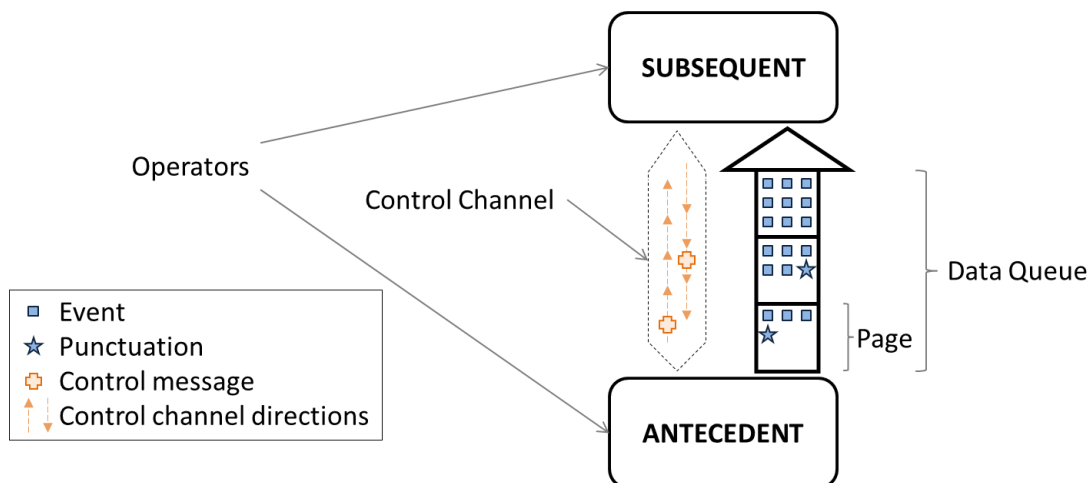 SUBSEQUENT
Operators
Control Channel
Data Queue
Event
Punctuation
Page
Control message
Control channel directions
ANTECEDENT